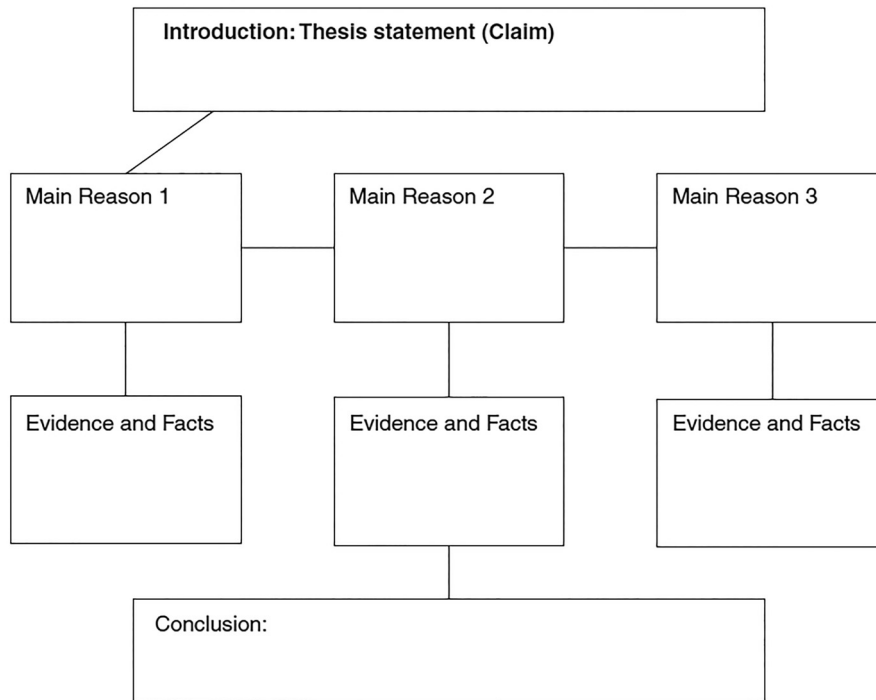 Introduction: Thesis statement (Claim)
Main Reason 1
Main Reason 2
Main Reason 3
Evidence and Facts
Evidence and Facts
Evidence and Facts
Conclusion: